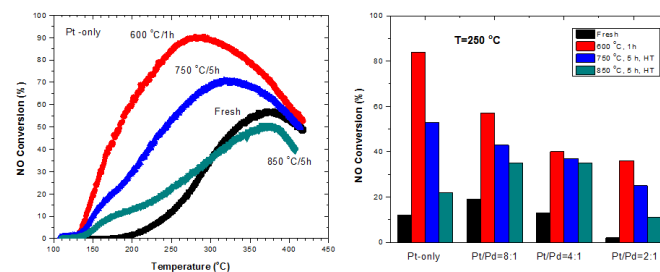 Pt -only
600 °C/1h
750 °C/5h
Fresh
850 °C/5h
NO Conversion (%)
100
90
80
70
60
50
40
30
20
10
0
100 150 200 250 300 350 400 450
Temperature (°C)
T=250 °C
Fresh
600 °C, 1h
750 °C, 5 h, HT
850 °C, 5 h, HT
NO Conversion (%)
100
80
60
40
20
0
Pt-only Pt/Pd=8:1 Pt/Pd=4:1 Pt/Pd=2:1